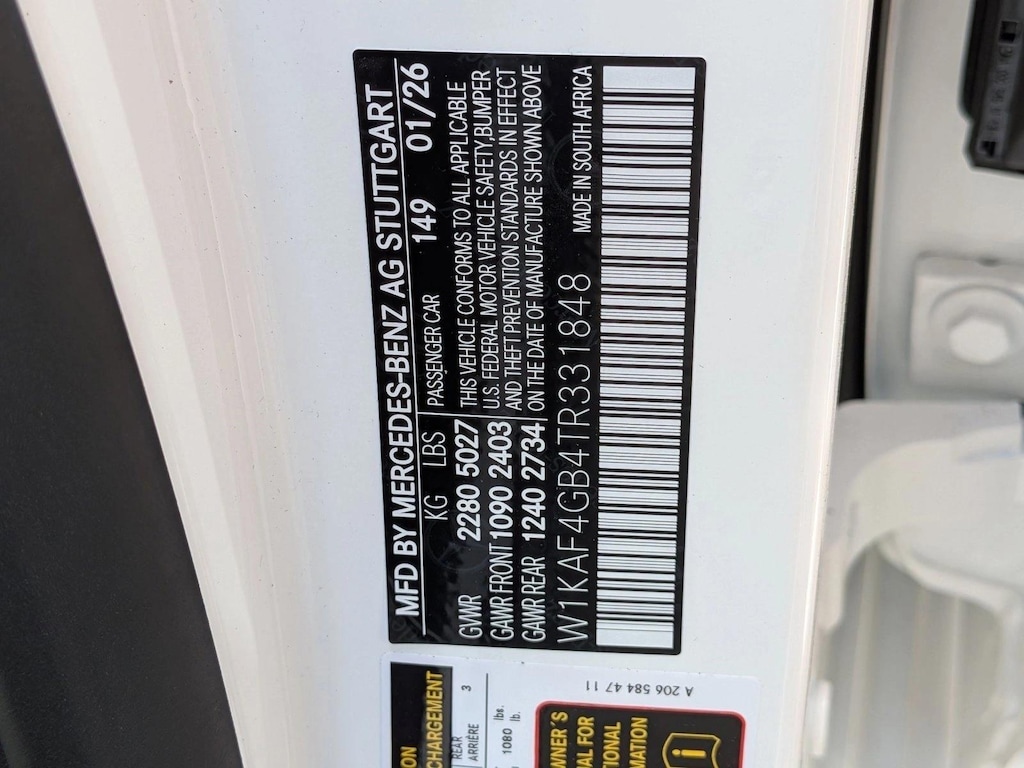 MFD BY MERCEDES-BENZ AG STUTTGART
149 01/26
KG LBS PASSENGER CAR
GVWR 2280 5027 THIS VEHICLE CONFORMS TO ALL APPLICABLE
GAWR FRONT 1090 2403 U.S. FEDERAL MOTOR VEHICLE SAFETY,BUMPER
AND THEFT PREVENTION STANDARDS IN EFFECT
GAWR REAR 1240 2734 ON THE DATE OF MANUFACTURE SHOWN ABOVE
W1KAF4GB4TR331848 MADE IN SOUTH AFRICA
CHARGEMENT
REAR
ARRIÈRE 3
1080 lbs.
lb.
A 206 584 47 11